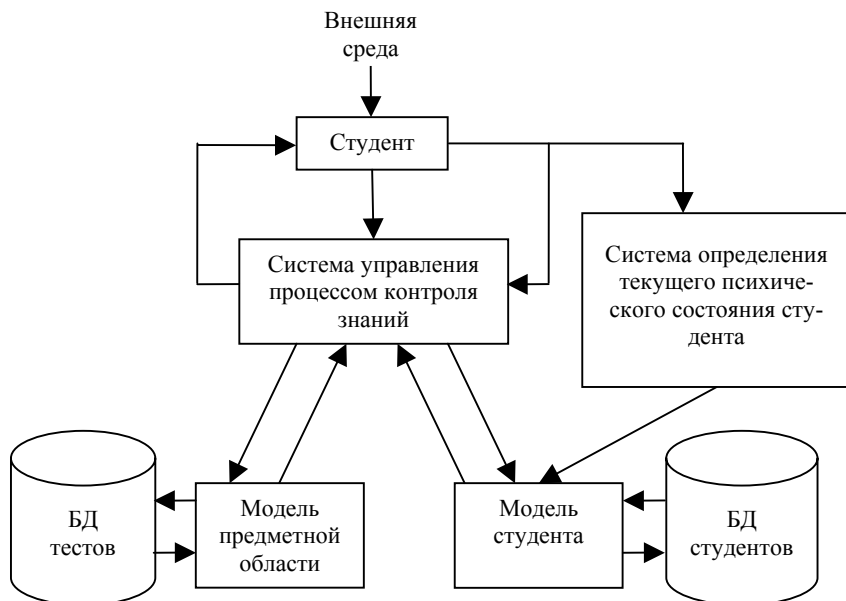 Внешняя
среда
Студент
Система управления
процессом контроля
знаний
Система определения
текущего психиче-
ского состояния сту-
дента
БД
тестов
Модель
предметной
области
Модель
студента
БД
студентов